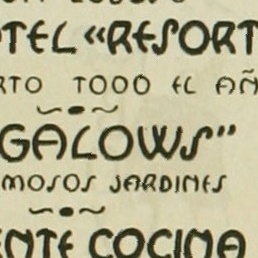 OTEL «RESORT
RTO TODO EL AÑ
GALOWS”
MOSOS JARDINES
ENTE COCINA